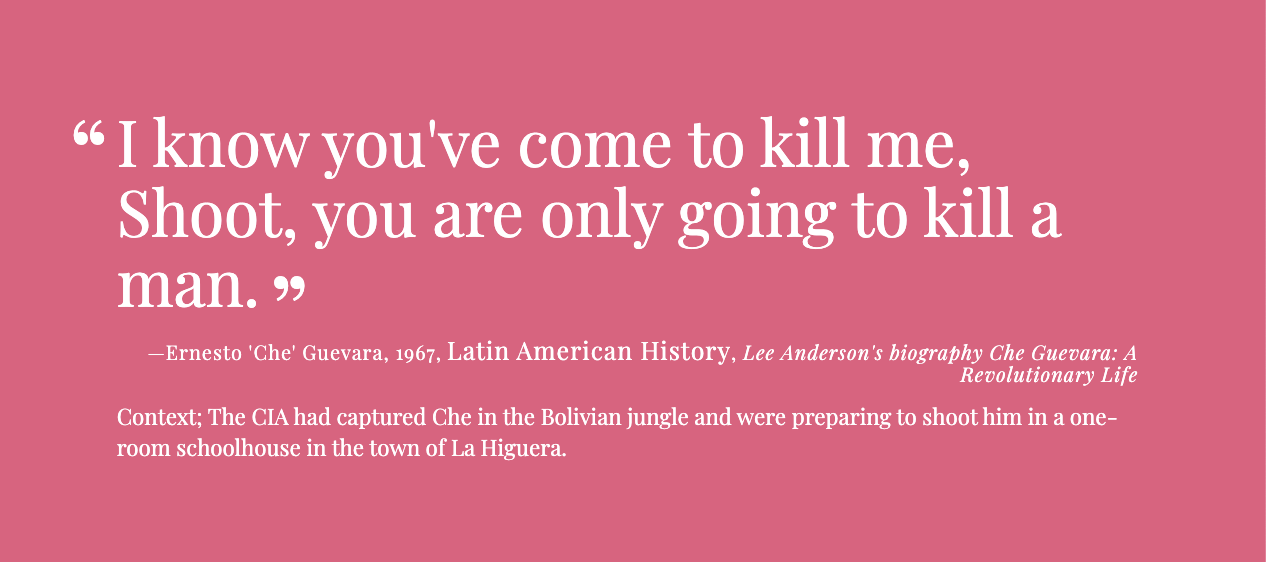 “ I know you've come to kill me,
Shoot, you are only going to kill a
man. ”
—Ernesto 'Che' Guevara, 1967, Latin American History, Lee Anderson's biography Che Guevara: A
Revolutionary Life
Context; The CIA had captured Che in the Bolivian jungle and were preparing to shoot him in a one-
room schoolhouse in the town of La Higuera.